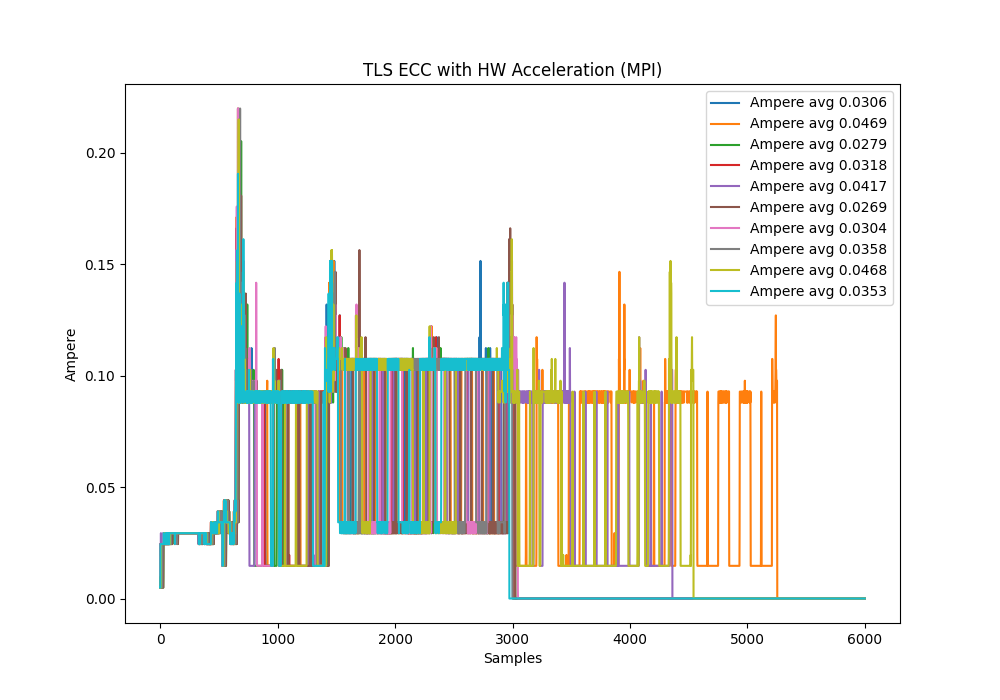 TLS ECC with HW Acceleration (MPI)
Ampere avg 0.0306
Ampere avg 0.0469
Ampere avg 0.0279
Ampere avg 0.0318
Ampere avg 0.0417
Ampere avg 0.0269
Ampere avg 0.0304
Ampere avg 0.0358
Ampere avg 0.0468
Ampere avg 0.0353
Ampere
0.20
0.15
0.10
0.05
0.00
0 1000 2000 3000 4000 5000 6000
Samples